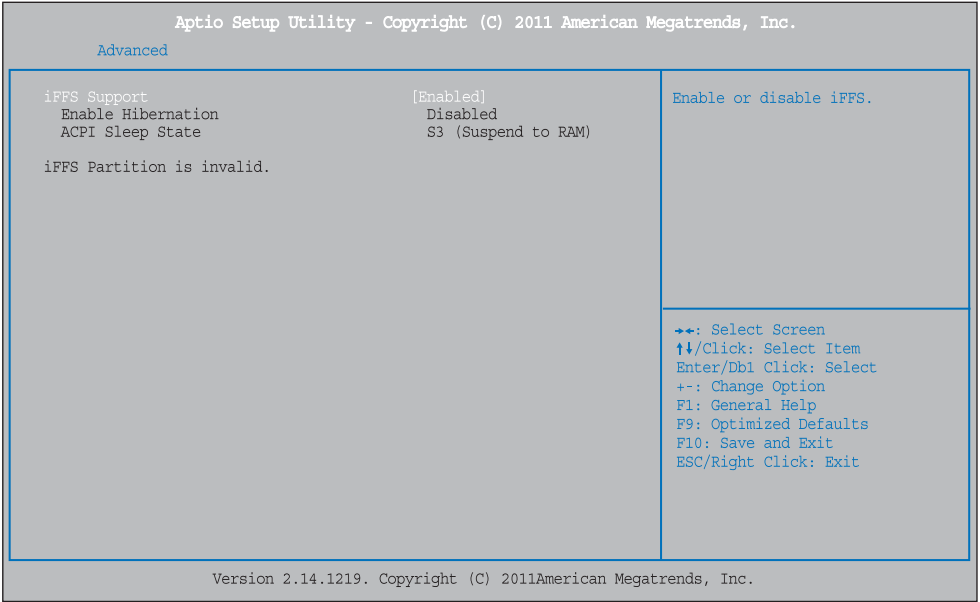 Aptio Setup Utility - Copyright (C) 2011 American Megatrends, Inc.
Advanced
iFFS Support [Enabled]
Enable Hibernation Disabled
ACPI Sleep State S3 (Suspend to RAM)
iFFS Partition is invalid.
Enable or disable iFFS.
→←: Select Screen
↑↓/Click: Select Item
Enter/Db1 Click: Select
+-: Change Option
F1: General Help
F9: Optimized Defaults
F10: Save and Exit
ESC/Right Click: Exit
Version 2.14.1219. Copyright (C) 2011American Megatrends, Inc.